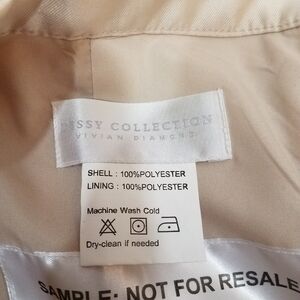 DESSY COLLECTION
VIVIAN DIAMOND
SHELL : 100%POLYESTER
LINING : 100%POLYESTER
Machine Wash Cold
Dry-clean if needed
SAMPLE: NOT FOR RESALE